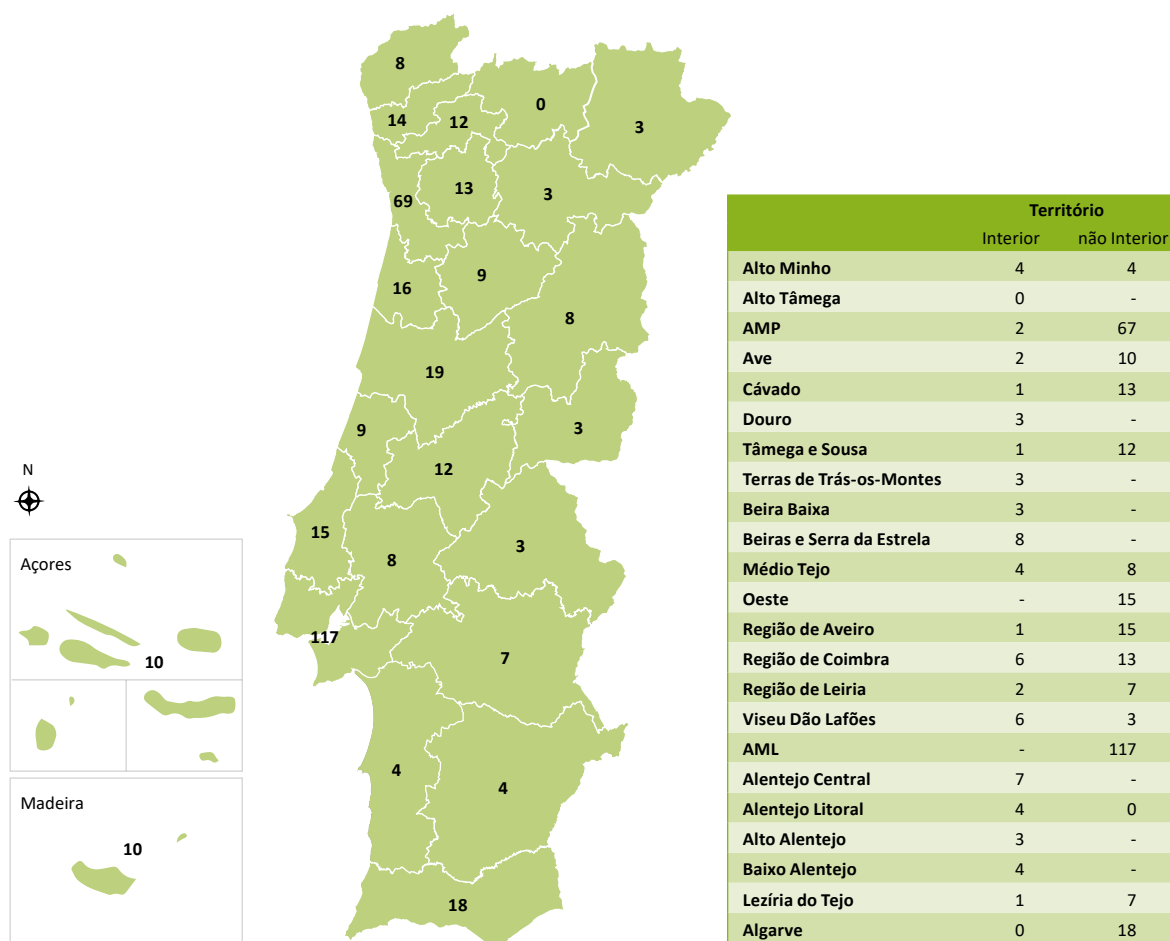 8
0
14
12
3
13
3
69
9
16
8
19
3
9
12
15
8
3
117
7
4
4
18
N
Açores
10
Madeira
10
Território
Interior não Interior
Alto Minho 4 4
Alto Tâmega 0 -
AMP 2 67
Ave 2 10
Cávado 1 13
Douro 3 -
Tâmega e Sousa 1 12
Terras de Trás-os-Montes 3 -
Beira Baixa 3 -
Beiras e Serra da Estrela 8 -
Médio Tejo 4 8
Oeste - 15
Região de Aveiro 1 15
Região de Coimbra 6 13
Região de Leiria 2 7
Viseu Dão Lafões 6 3
AML - 117
Alentejo Central 7 -
Alentejo Litoral 4 0
Alto Alentejo 3 -
Baixo Alentejo 4 -
Lezíria do Tejo 1 7
Algarve 0 18